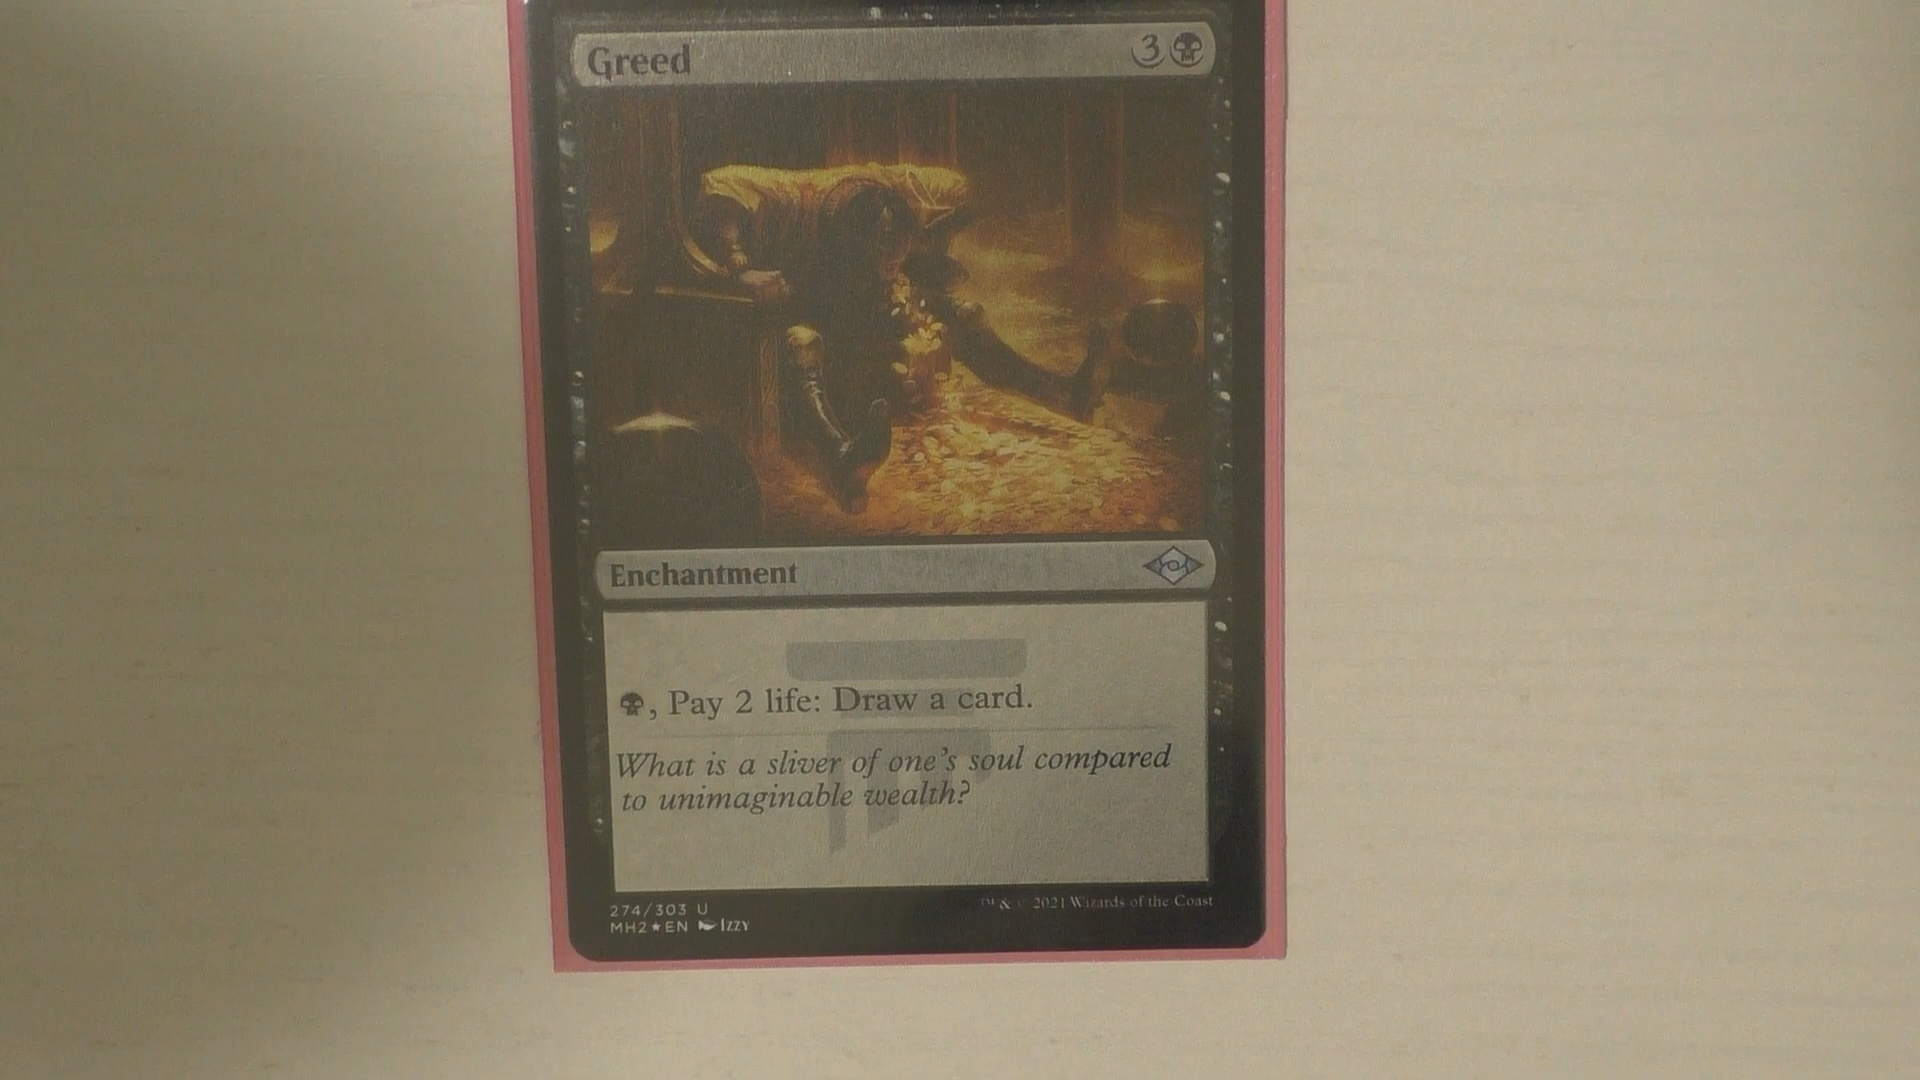 Greed 3
Enchantment
, Pay 2 life: Draw a card.
What is a sliver of one's soul compared
to unimaginable wealth?
274/303 U
MH2★EN Izzy
™ & © 2021 Wizards of the Coast